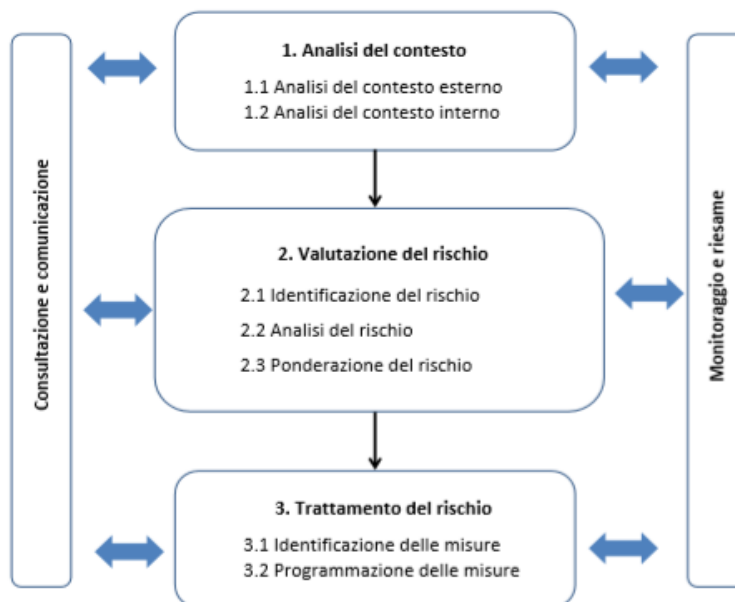 1. Analisi del contesto
1.1 Analisi del contesto esterno
1.2 Analisi del contesto interno
Consultazione e comunicazione
2. Valutazione del rischio
2.1 Identificazione del rischio
2.2 Analisi del rischio
2.3 Ponderazione del rischio
Monitoraggio e riesame
3. Trattamento del rischio
3.1 Identificazione delle misure
3.2 Programmazione delle misure